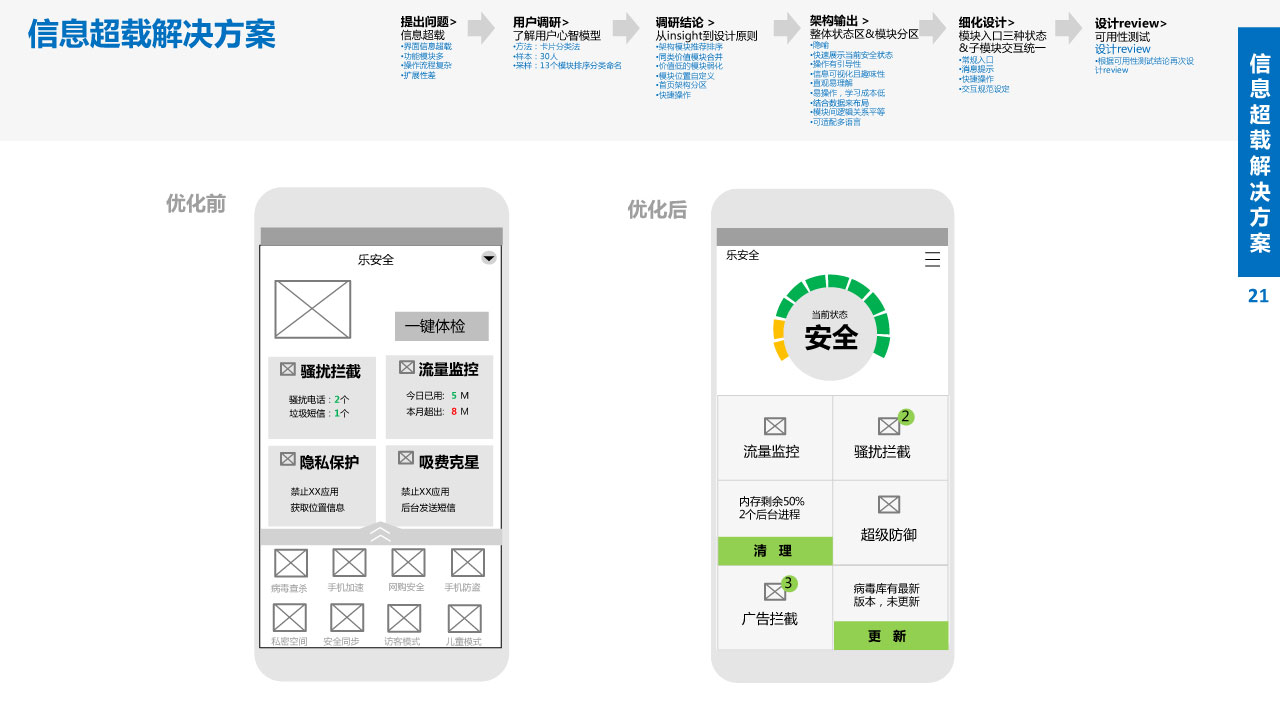 信息超载解决方案
提出问题>
信息超载
•界面信息超载
•功能模块多
•操作流程复杂
•扩展性差
用户调研>
了解用户心智模型
•方法：卡片分类法
•样本：30人
•采样：13个模块排序分类命名
调研结论 >
从insight到设计原则
•架构模块推荐排序
•同类价值模块合并
•价值低的模块弱化
•模块位置自定义
•首页架构分区
•快捷操作
架构输出 >
整体状态区&模块分区
•隐喻
•快速展示当前安全状态
•操作有引导性
•信息可视化且趣味性
•直观易理解
•易操作，学习成本低
•结合数据来布局
•模块间逻辑关系平等
•可适配多语言
细化设计>
模块入口三种状态
&子模块交互统一
•常规入口
•消息提示
•快捷操作
•交互规范设定
设计review>
可用性测试
设计review
•根据可用性测试结论再次设
计review
信息超载解决方案
21
优化前
乐安全
一键体检
骚扰拦截
骚扰电话：2个
垃圾短信：1个
流量监控
今日已用: 5 M
本月超出: 8 M
隐私保护
禁止XX应用
获取位置信息
吸费克星
禁止XX应用
后台发送短信
病毒查杀
手机加速
网购安全
手机防盗
私密空间
安全同步
访客模式
儿童模式
优化后
乐安全
当前状态
安全
流量监控
2
骚扰拦截
内存剩余50%
2个后台进程
清 理
超级防御
3
广告拦截
病毒库有最新
版本，未更新
更 新